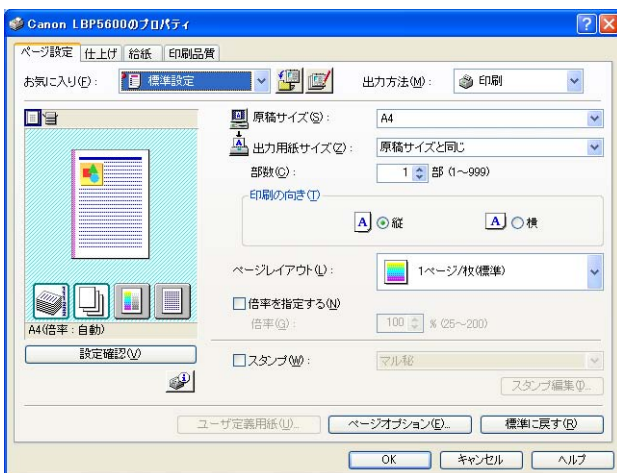 Canon LBP5600のプロパティ
ページ設定 仕上げ 給紙 印刷品質
お気に入り(F): 標準設定 出力方法(M): 印刷
原稿サイズ(S): A4
出力用紙サイズ(Z): 原稿サイズと同じ
部数(C): 1 部 (1～999)
印刷の向き(T)
A 縦 A 横
ページレイアウト(L): 1ページ/枚(標準)
倍率を指定する(N)
倍率(G): 100 % (25～200)
A4(倍率:自動)
設定確認(V)
スタンプ(W): マル秘
スタンプ編集(I)...
ユーザ定義用紙(U)... ページオプション(E)... 標準に戻す(R)
OK キャンセル ヘルプ